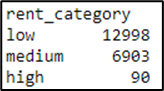 rent_category
low 12998
medium 6903
high 90